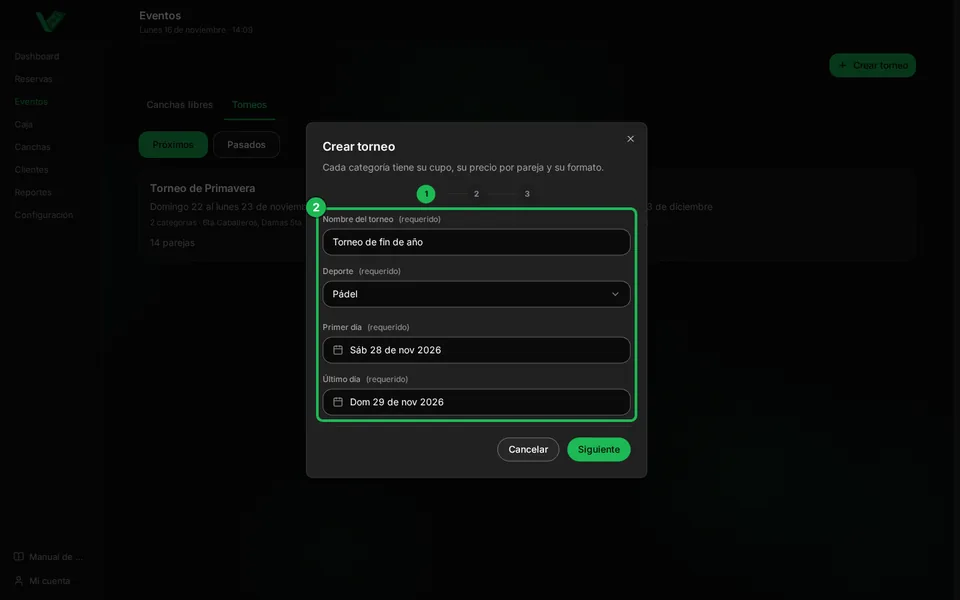 Eventos
Lunes 16 de noviembre · 14:09
Dashboard
Reservas
Eventos
Caja
Canchas
Clientes
Reportes
Configuración
Manual de ...
Mi cuenta
+ Crear torneo
Canchas libres
Torneos
Próximos
Pasados
Torneo de Primavera
Domingo 22 al lunes 23 de
3 de diciembre
2 categorías · 6ta Caballeros, Damas 5ta
14 parejas
Crear torneo
Cada categoría tiene su cupo, su precio por pareja y su formato.
1 2 3
2
Nombre del torneo (requerido)
Torneo de fin de año
Deporte (requerido)
Pádel
Primer día (requerido)
Sáb 28 de nov 2026
Último día (requerido)
Dom 29 de nov 2026
Cancelar
Siguiente